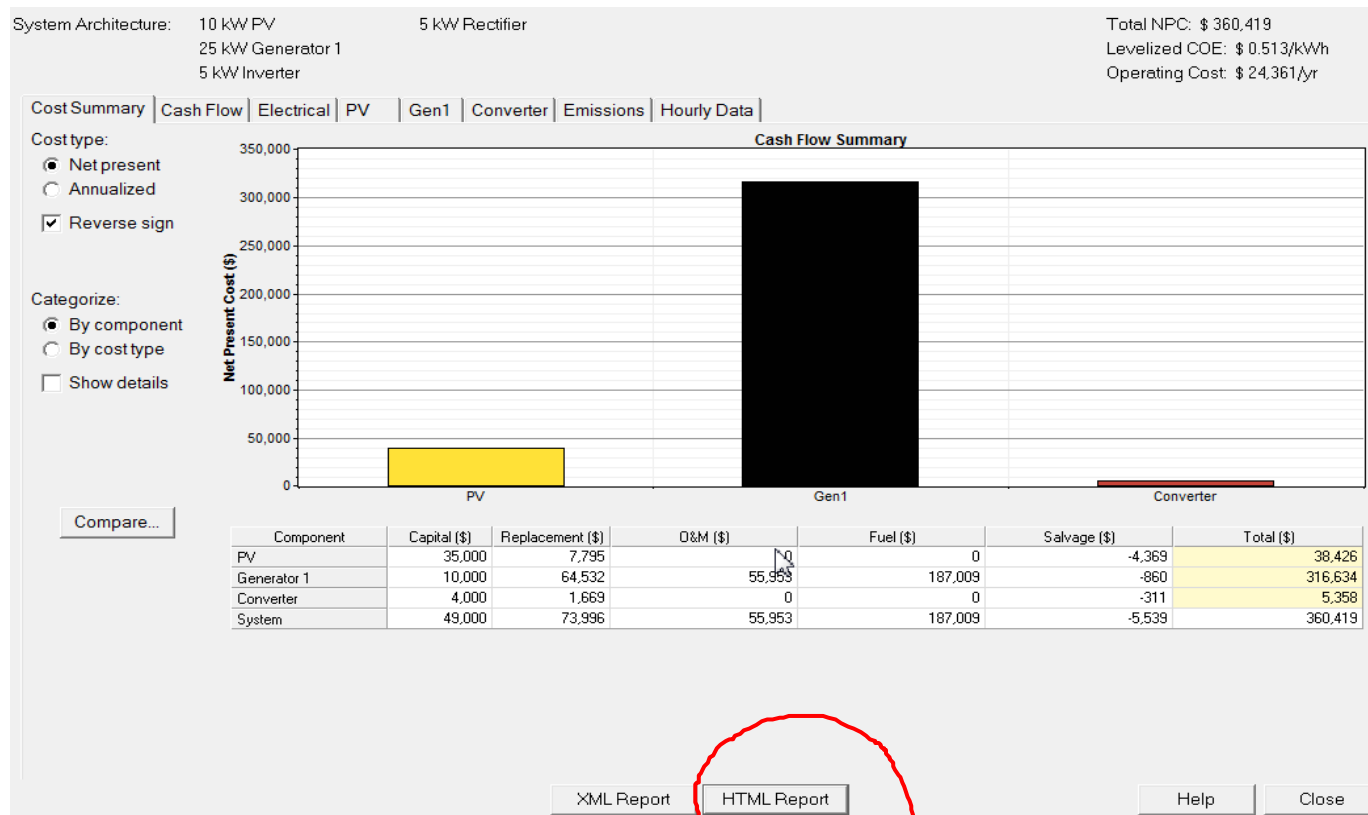 System Architecture: 10 kW PV 5 kW Rectifier
25 kW Generator 1
5 kW Inverter
Total NPC: $ 360,419
Levelized COE: $ 0.513/kWh
Operating Cost: $ 24,361/yr
Cost Summary Cash Flow Electrical PV Gen1 Converter Emissions Hourly Data
Cost type:
Net present
Annualized
Reverse sign
Categorize:
By component
By cost type
Show details
Compare...
Cash Flow Summary
Net Present Cost ($)
350,000
300,000
250,000
200,000
150,000
100,000
50,000
0
PV Gen1 Converter
Component Capital ($) Replacement ($) O&M ($) Fuel ($) Salvage ($) Total ($)
PV 35,000 7,795 0 0 -4,369 38,426
Generator 1 10,000 64,532 55,953 187,009 -860 316,634
Converter 4,000 1,669 0 0 -311 5,358
System 49,000 73,996 55,953 187,009 -5,539 360,419
XML Report HTML Report Help Close